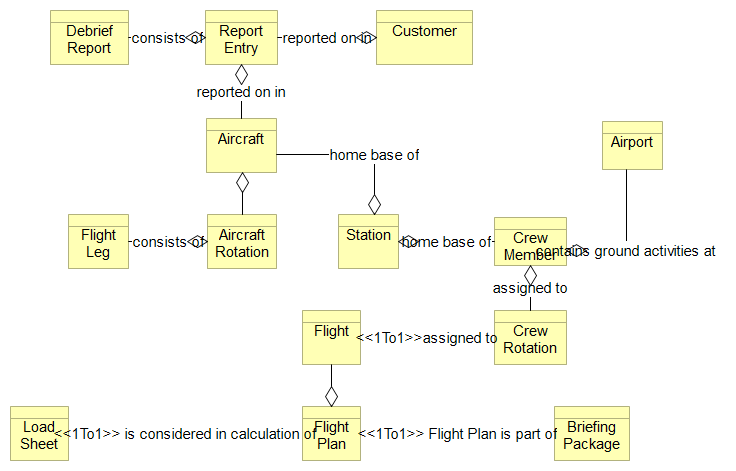 Debrief
Report
consists of
Report
Entry
reported on in
Customer
reported on in
Aircraft
home base of
Airport
Flight
Leg
consists of
Aircraft
Rotation
Station
home base of
Crew
Member
contains ground activities at
assigned to
Flight
<<1To1>>assigned to
Crew
Rotation
Load
Sheet
<<1To1>> is considered in calculation of
Flight
Plan
<<1To1>> Flight Plan is part of
Briefing
Package